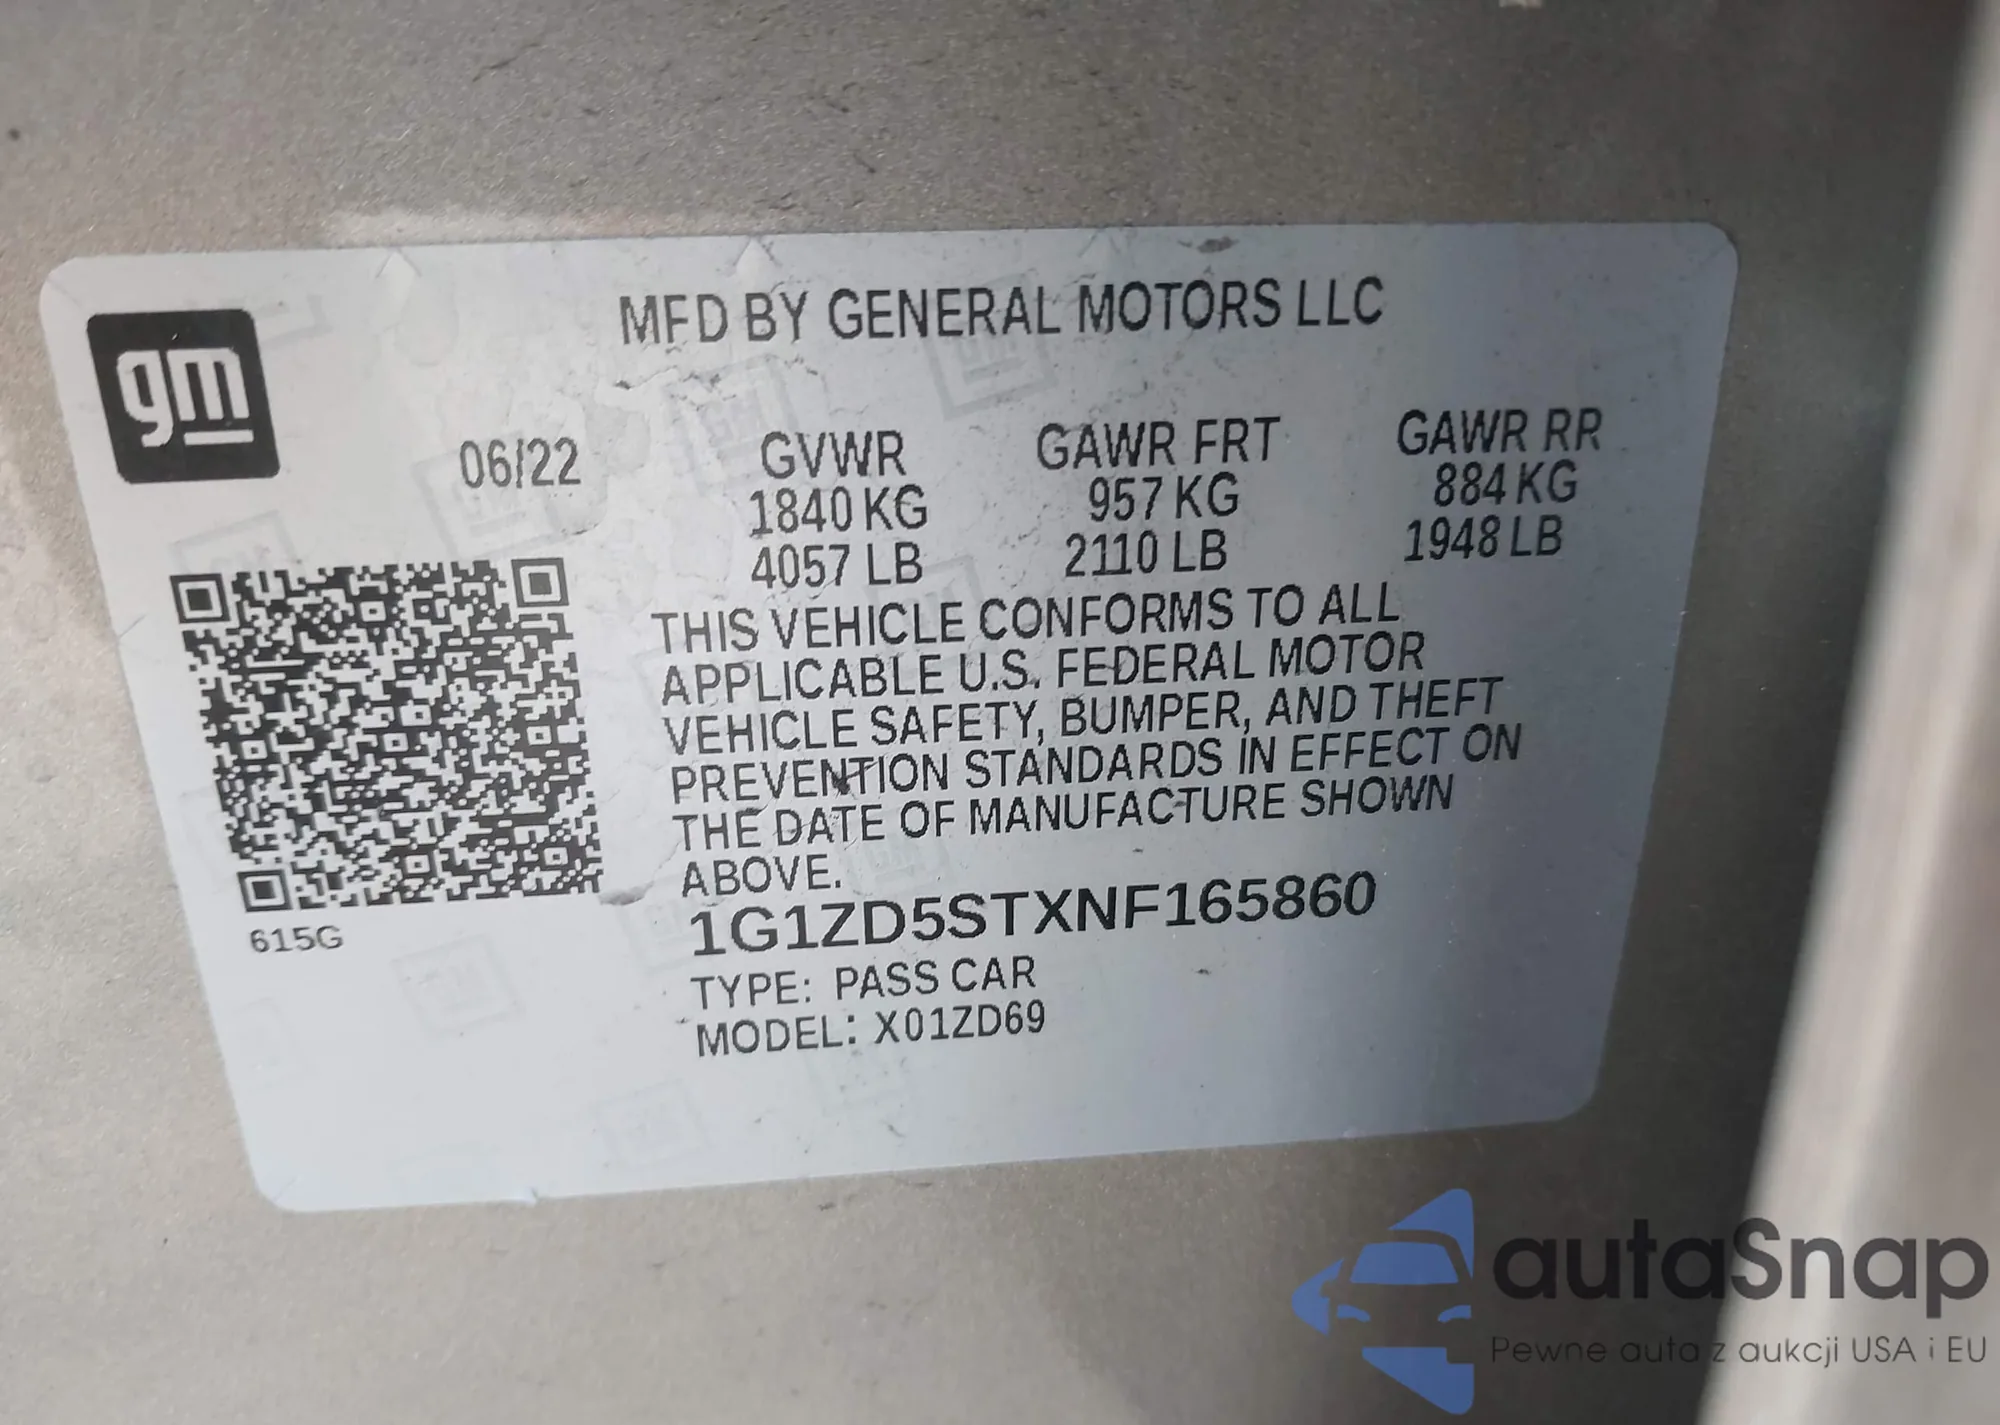 gm
MFD BY GENERAL MOTORS LLC
06/22 GVWR GAWR FRT GAWR RR
1840 KG 957 KG 884 KG
4057 LB 2110 LB 1948 LB
THIS VEHICLE CONFORMS TO ALL
APPLICABLE U.S. FEDERAL MOTOR
VEHICLE SAFETY, BUMPER, AND THEFT
PREVENTION STANDARDS IN EFFECT ON
THE DATE OF MANUFACTURE SHOWN
ABOVE.
1G1ZD5STXNF165860
TYPE: PASS CAR
MODEL: X01ZD69
615G
autaSnap
Pewne auta z aukcji USA i EU